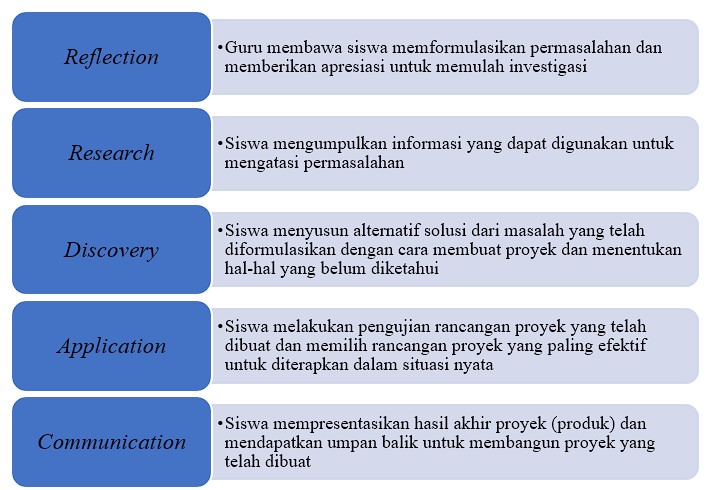 Reflection
•Guru membawa siswa memformulasikan permasalahan dan
memberikan apresiasi untuk memulah investigasi
Research
•Siswa mengumpulkan informasi yang dapat digunakan untuk
mengatasi permasalahan
Discovery
•Siswa menyusun alternatif solusi dari masalah yang telah
diformulasikan dengan cara membuat proyek dan menentukan
hal-hal yang belum diketahui
Application
•Siswa melakukan pengujian rancangan proyek yang telah
dibuat dan memilih rancangan proyek yang paling efektif
untuk diterapkan dalam situasi nyata
Communication
•Siswa mempresentasikan hasil akhir proyek (produk) dan
mendapatkan umpan balik untuk membangun proyek yang
telah dibuat